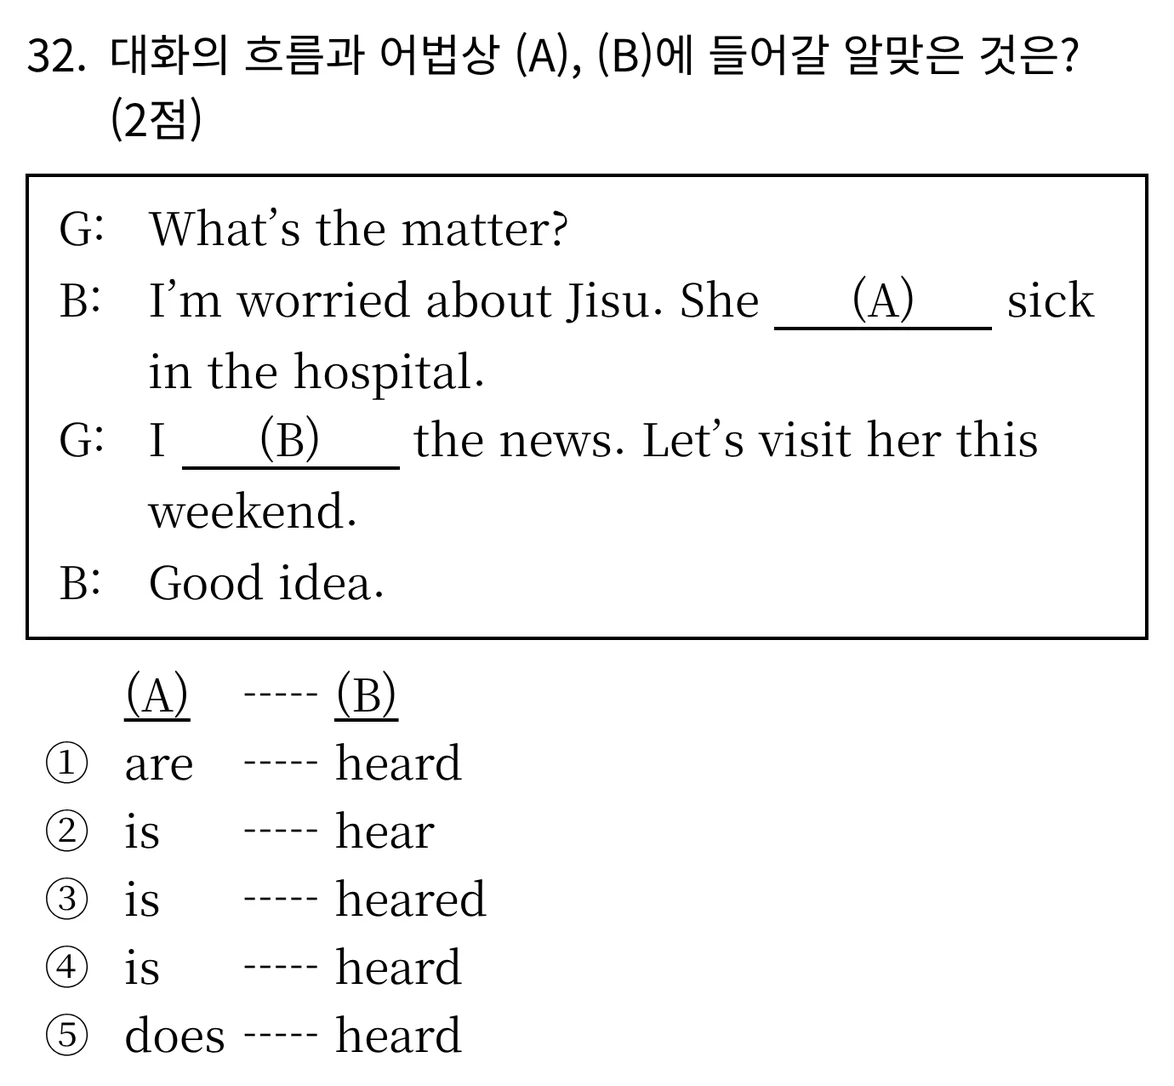 32. 대화의 흐름과 어법상 (A), (B)에 들어갈 알맞은 것은?
(2점)
G: What's the matter?
B: I'm worried about Jisu. She (A) sick
in the hospital.
G: I (B) the news. Let's visit her this
weekend.
B: Good idea.
(A) ----- (B)
① are ----- heard
② is ----- hear
③ is ----- heared
④ is ----- heard
⑤ does ----- heard